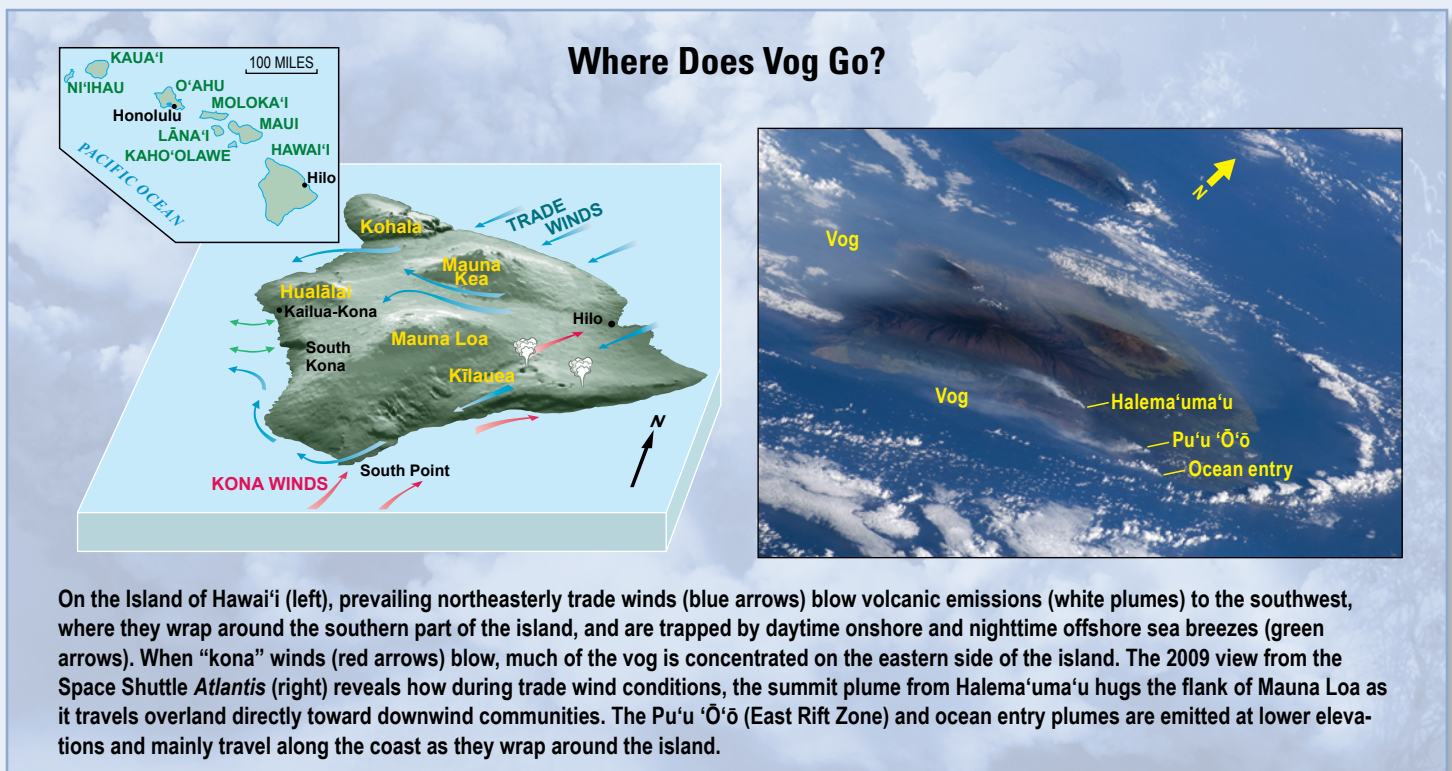 Where Does Vog Go?
KAUA‘I
100 MILES
NI‘IHAU
O‘AHU
Honolulu
MOLOKA‘I
LĀNA‘I
MAUI
KAHO‘OLAWE
HAWAI‘I
Hilo
PACIFIC OCEAN
Kohala
TRADE
WINDS
Mauna
Kea
Hualālai
Kailua-Kona
Hilo
Mauna Loa
South
Kona
Kīlauea
N
South Point
KONA WINDS
N
Vog
Vog
Halema‘uma‘u
Pu‘u ‘Ō‘ō
Ocean entry
On the Island of Hawai‘i (left), prevailing northeasterly trade winds (blue arrows) blow volcanic emissions (white plumes) to the southwest,
where they wrap around the southern part of the island, and are trapped by daytime onshore and nighttime offshore sea breezes (green
arrows). When “kona” winds (red arrows) blow, much of the vog is concentrated on the eastern side of the island. The 2009 view from the
Space Shuttle Atlantis (right) reveals how during trade wind conditions, the summit plume from Halema‘uma‘u hugs the flank of Mauna Loa as
it travels overland directly toward downwind communities. The Pu‘u ‘Ō‘ō (East Rift Zone) and ocean entry plumes are emitted at lower eleva-
tions and mainly travel along the coast as they wrap around the island.